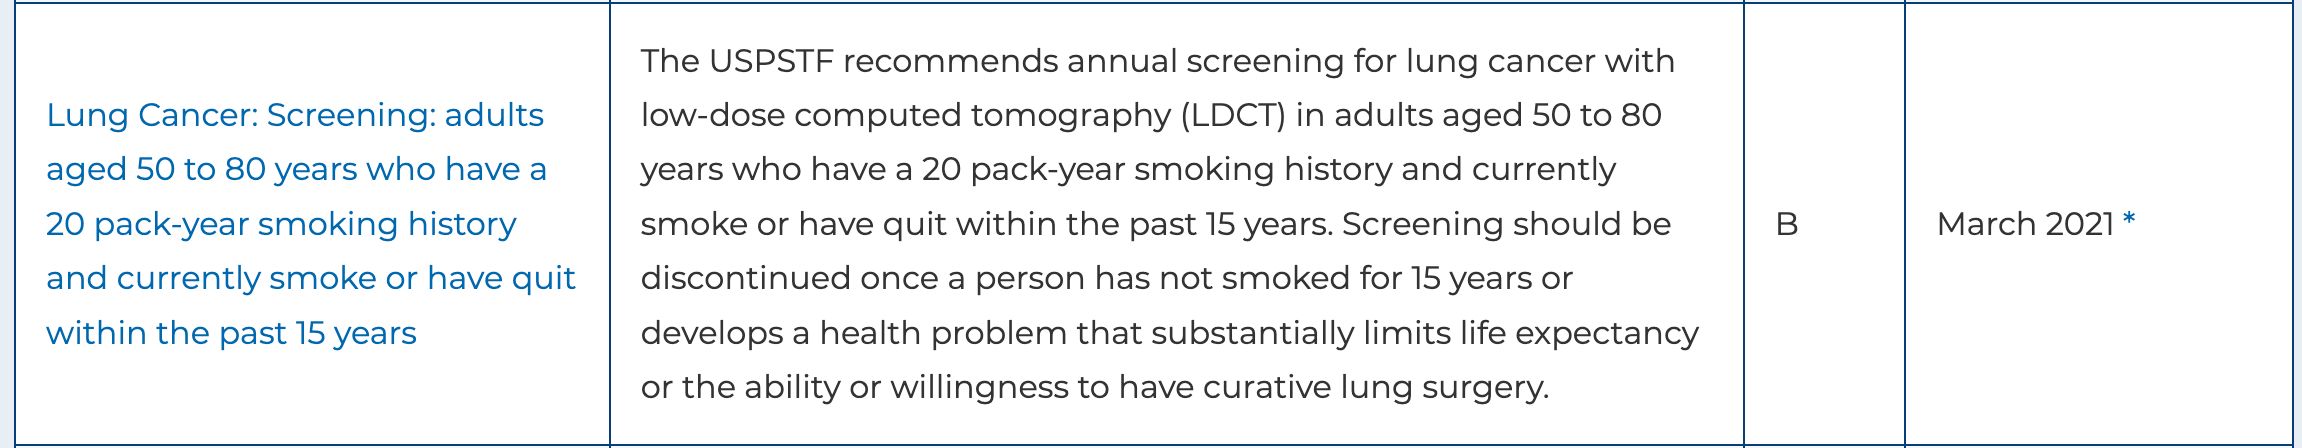 Lung Cancer: Screening: adults
aged 50 to 80 years who have a
20 pack-year smoking history
and currently smoke or have quit
within the past 15 years
The USPSTF recommends annual screening for lung cancer with
low-dose computed tomography (LDCT) in adults aged 50 to 80
years who have a 20 pack-year smoking history and currently
smoke or have quit within the past 15 years. Screening should be
discontinued once a person has not smoked for 15 years or
develops a health problem that substantially limits life expectancy
or the ability or willingness to have curative lung surgery.
B
March 2021 *